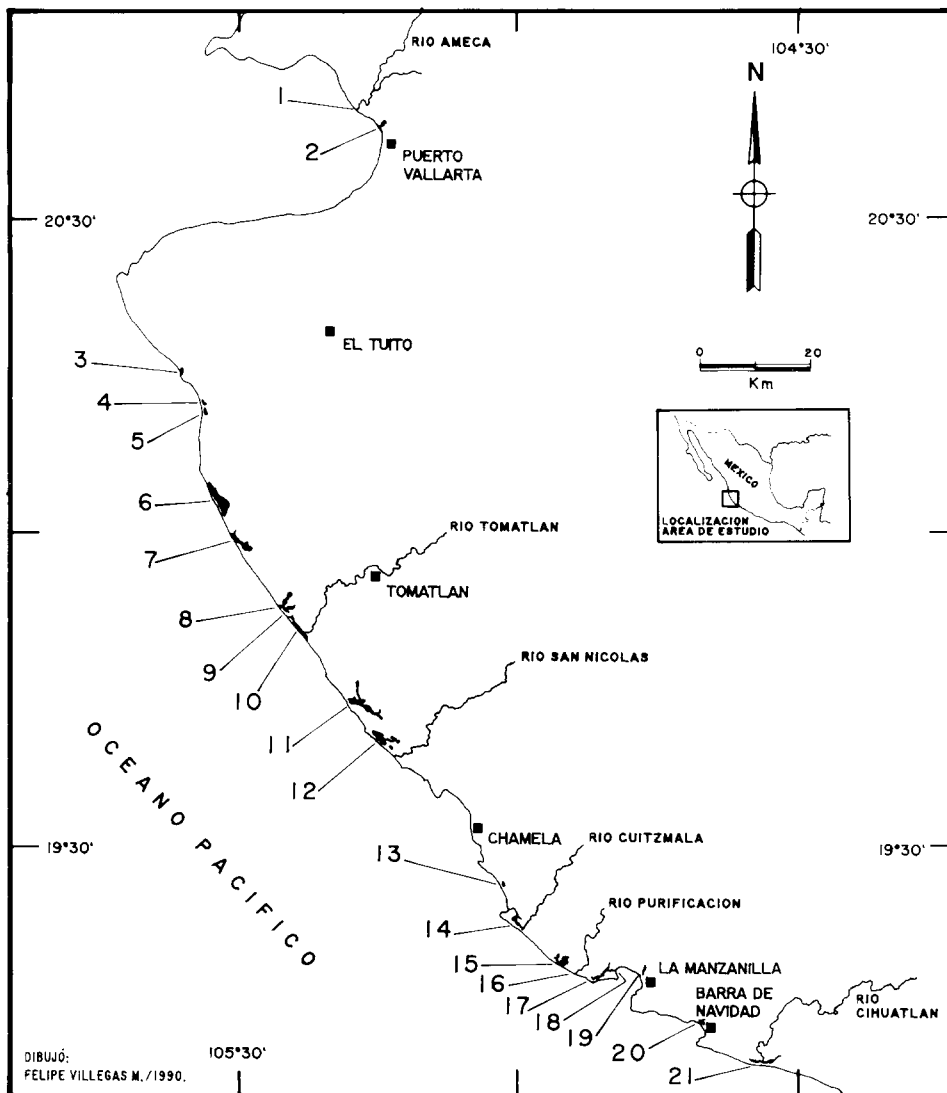 RIO AMECA
104°30'
N
1
2
PUERTO
VALLARTA
20°30'
20°30'
EL TUITO
0 20
Km
3
4
5
MEXICO
LOCALIZACION
AREA DE ESTUDIO
6
7
RIO TOMATLAN
TOMATLAN
8
9
10
RIO SAN NICOLAS
11
12
OCEANO PACIFICO
CHAMELA
19°30'
19°30'
RIO CUITZMALA
13
14
RIO PURIFICACION
15
16
17
18
19
LA MANZANILLA
BARRA DE
NAVIDAD
RIO
CIHUATLAN
20
21
105°30'
DIBUJÓ:
FELIPE VILLEGAS M./1990.